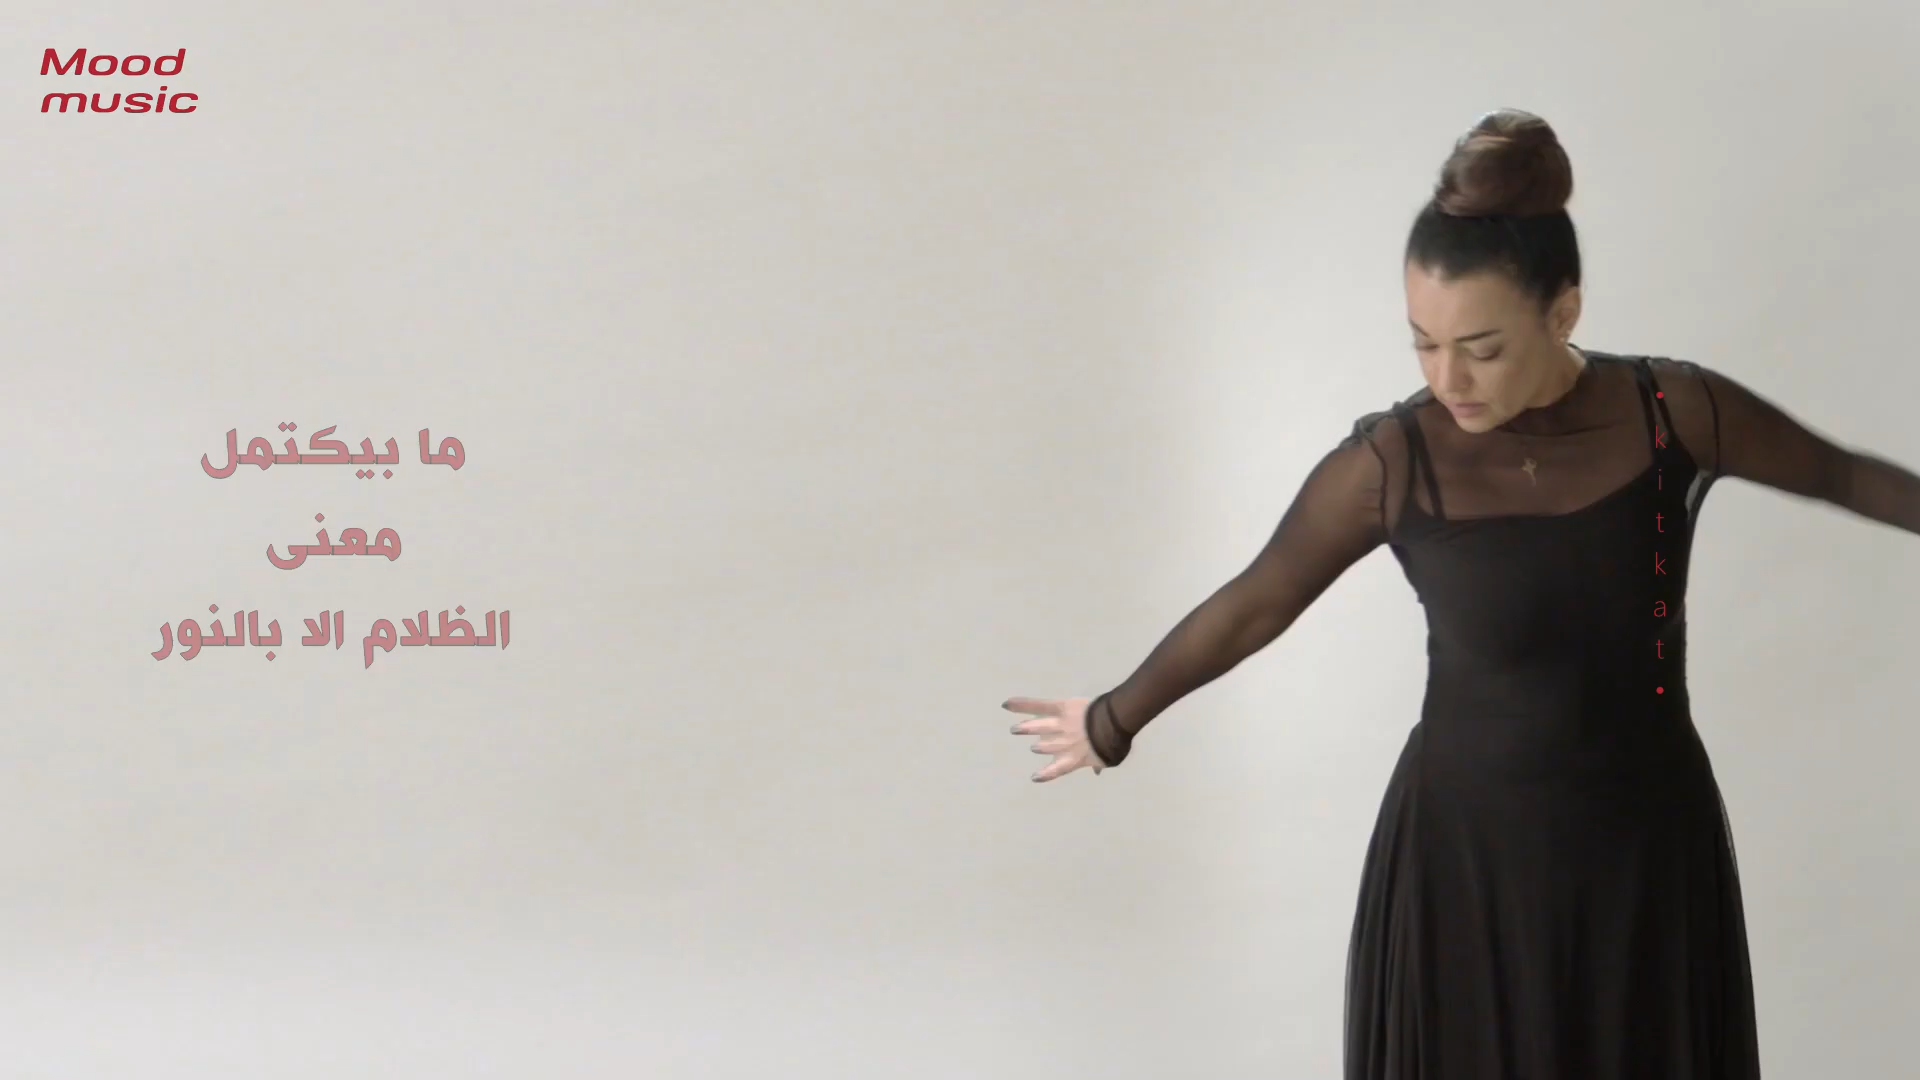 Mood
music
ما بيكتمل
معنى
الظلام الا بالنور
• kitkat •